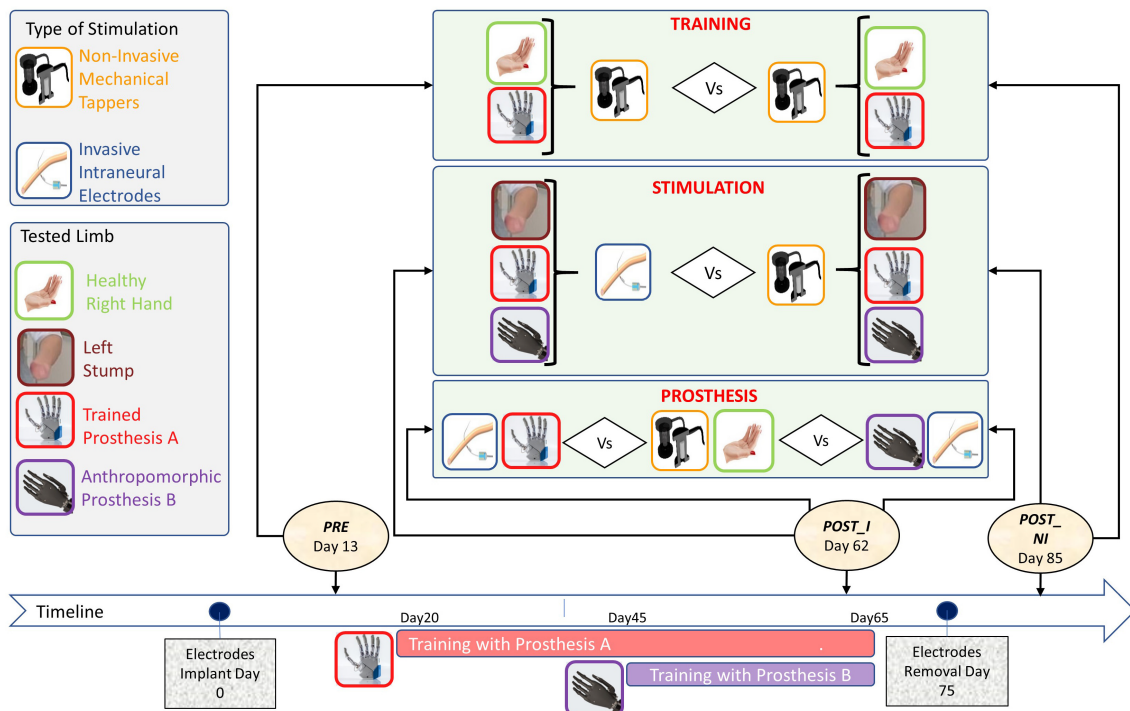 Type of Stimulation
Non-Invasive
Mechanical
Tappers
Invasive
Intraneural
Electrodes
Tested Limb
Healthy
Right Hand
Left
Stump
Trained
Prosthesis A
Anthropomorphic
Prosthesis B
TRAINING
Vs
STIMULATION
Vs
PROSTHESIS
Vs
Vs
PRE
Day 13
POST_I
Day 62
POST_
NI
Day 85
Timeline
Day20
Day45
Day65
Electrodes
Implant Day
0
Training with Prosthesis A
.
Training with Prosthesis B
Electrodes
Removal Day
75